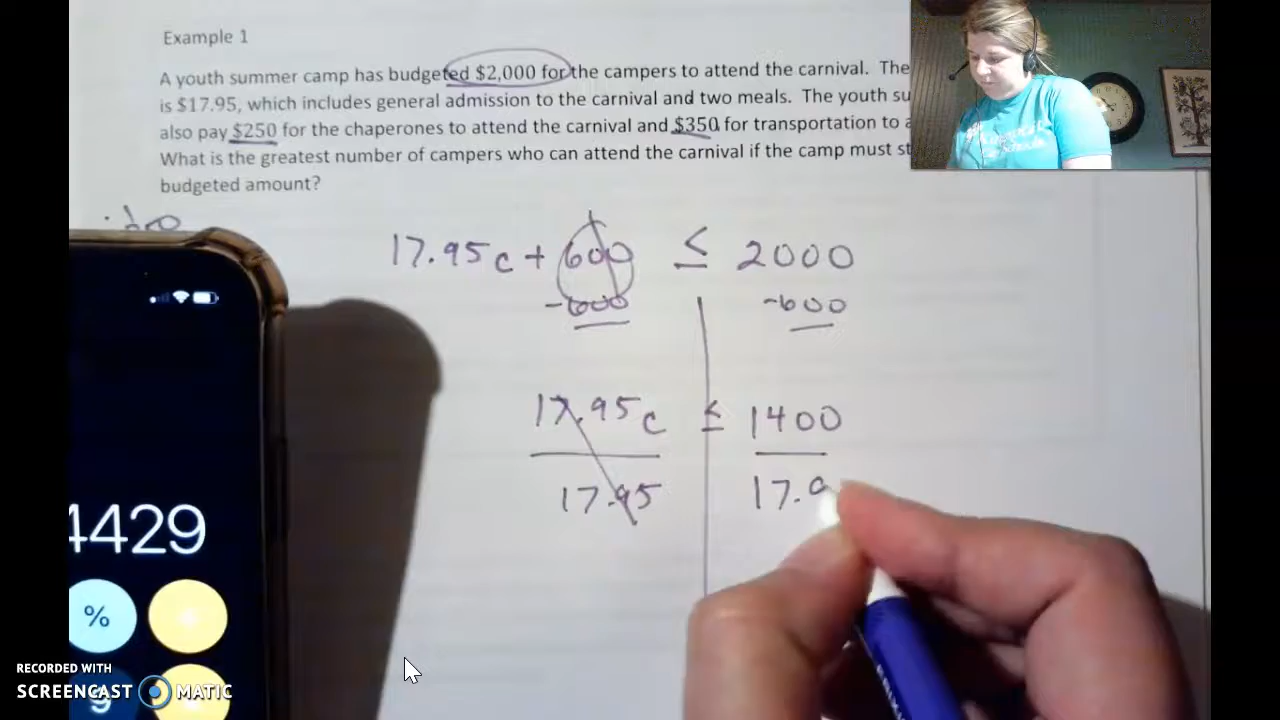 Example 1
A youth summer camp has budgeted $2,000 for the campers to attend the carnival. The
is $17.95, which includes general admission to the carnival and two meals. The youth su
also pay $250 for the chaperones to attend the carnival and $350 for transportation to a
What is the greatest number of campers who can attend the carnival if the camp must st
budgeted amount?
17.95c + 600 ≤ 2000
-600 -600
17.95c ≤ 1400
17.95 17.9
4429
%
9
RECORDED WITH
SCREENCAST MATIC